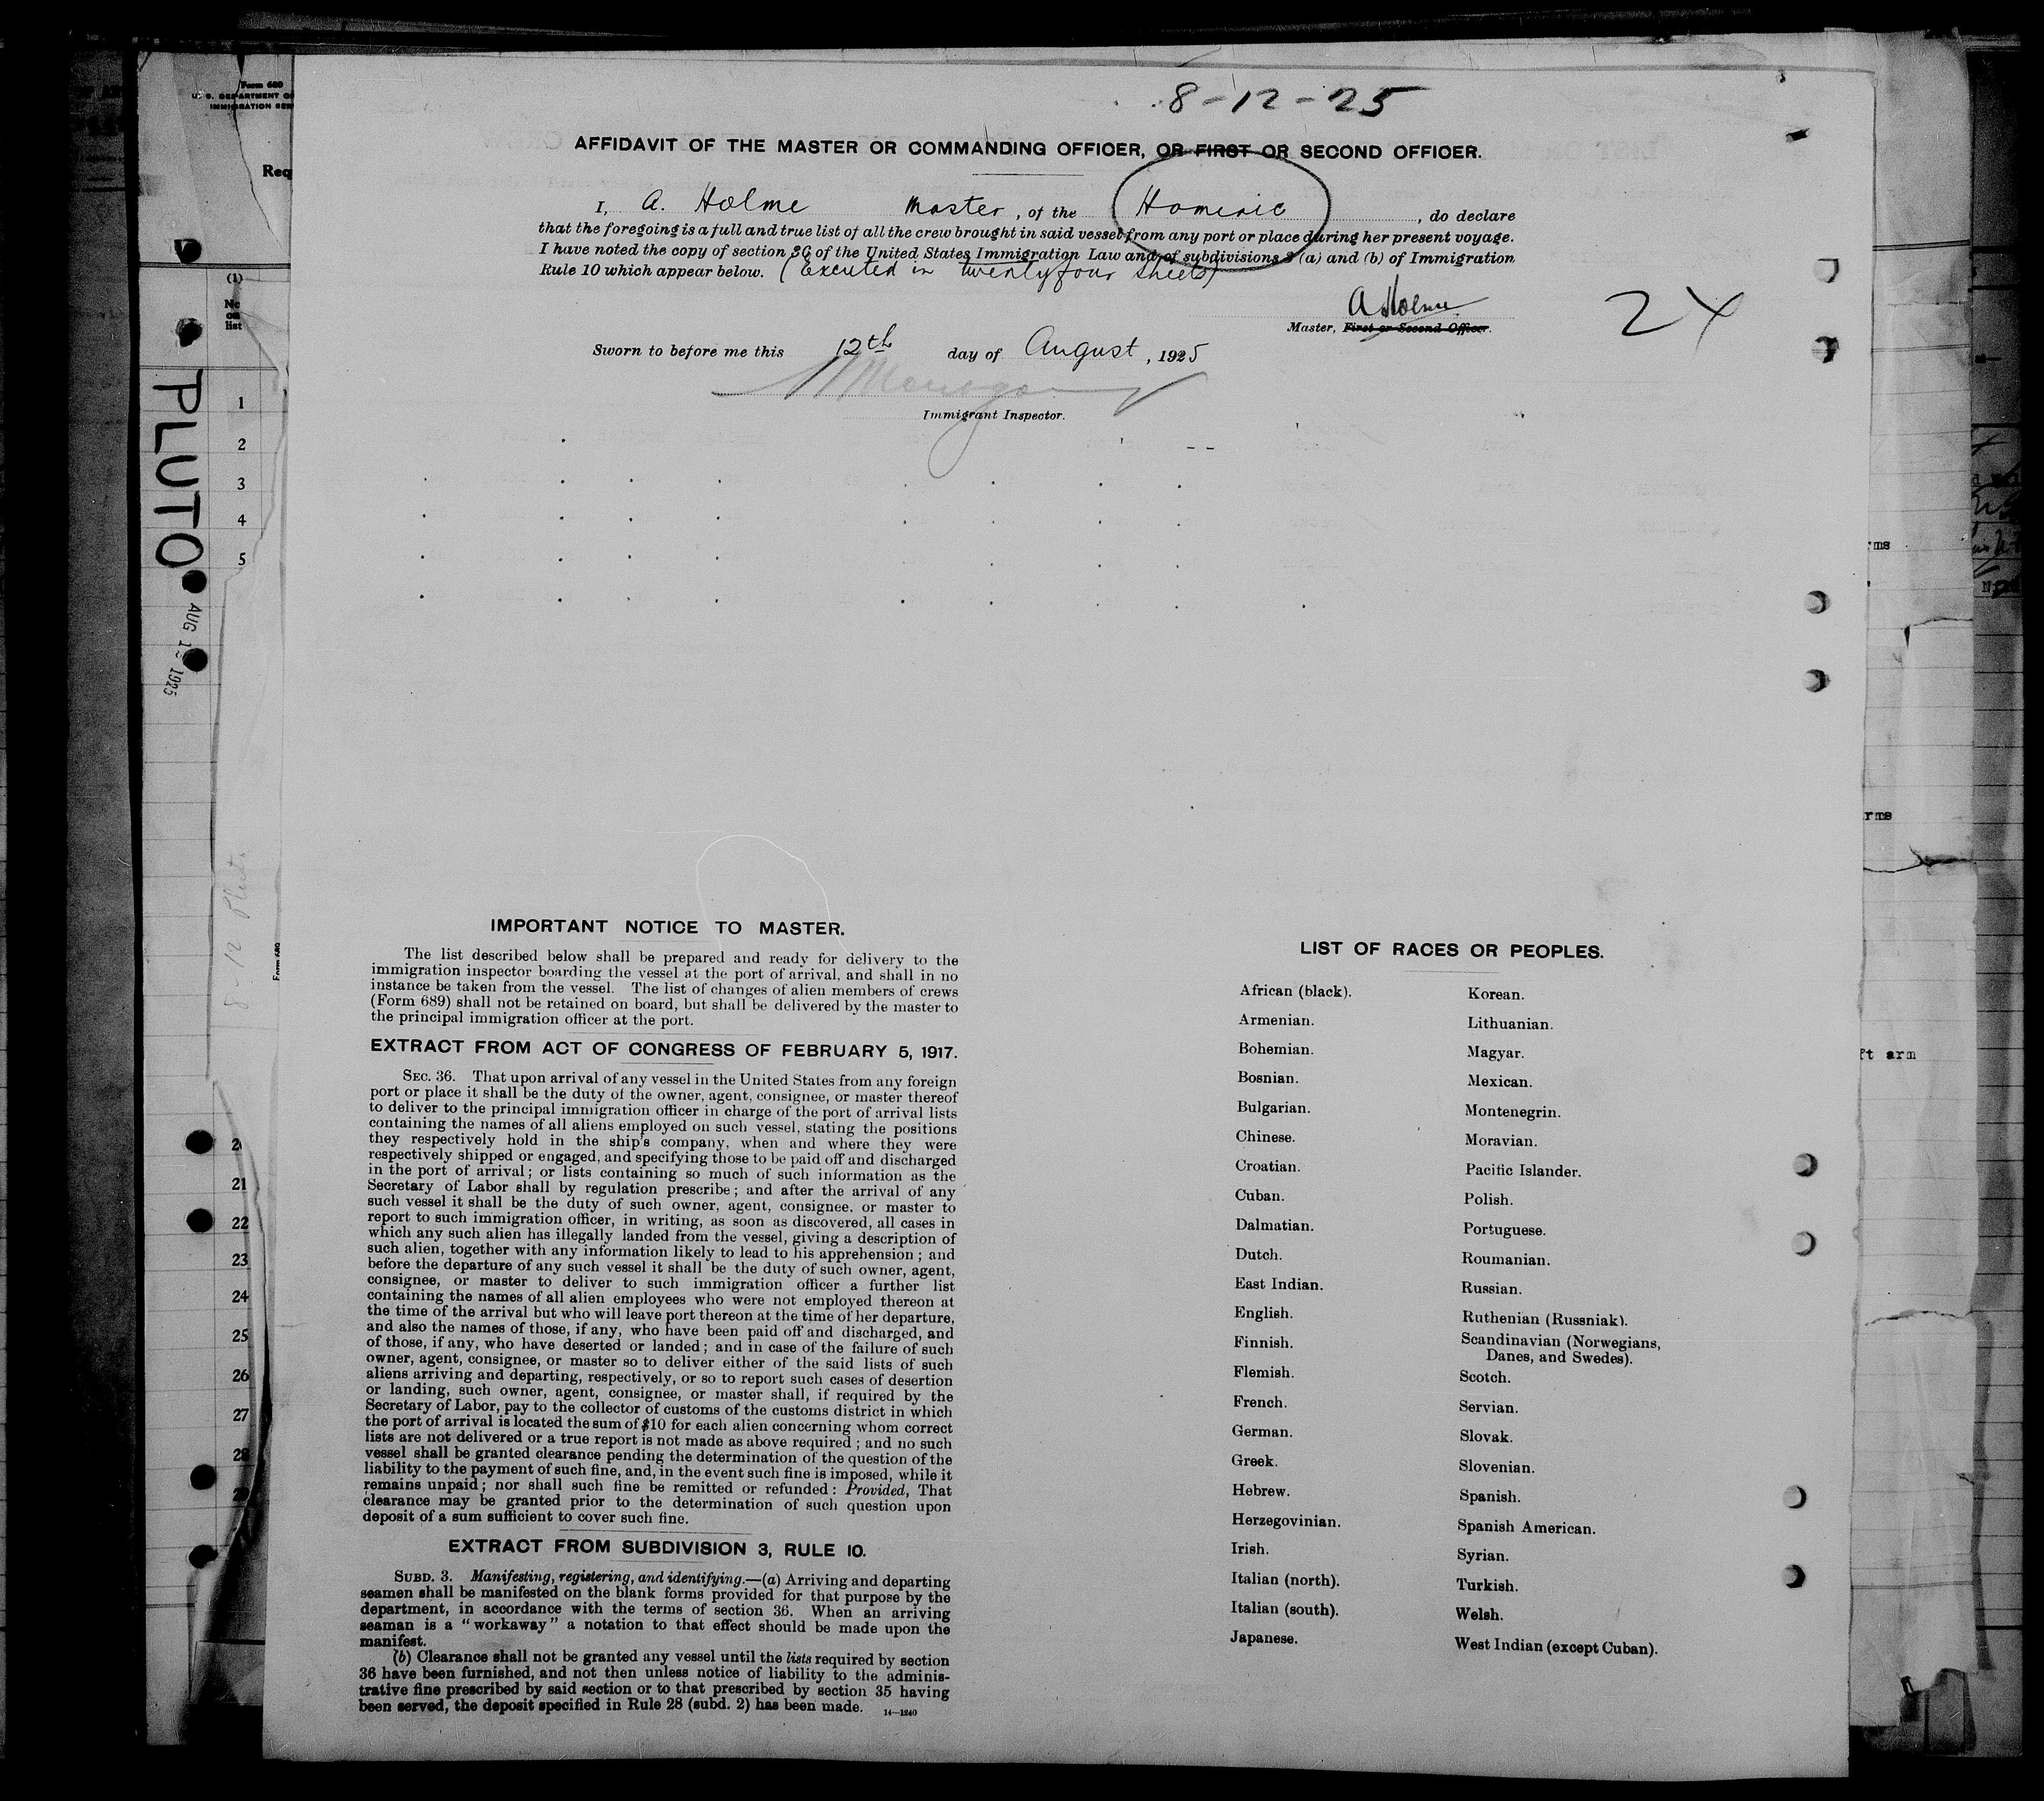 8-12-25
AFFIDAVIT OF THE MASTER OR COMMANDING OFFICER, OR FIRST OR SECOND OFFICER.
I, A. Holme Master, of the Homeric, do declare
that the foregoing is a full and true list of all the crew brought in said vessel from any port or place during her present voyage.
I have noted the copy of section 36 of the United States Immigration Law and of subdivisions 3 (a) and (b) of Immigration
Rule 10 which appear below. (Executed in twentyfour sheets)
A Holme
Master, First or Second Officer.
24
Sworn to before me this 12th day of August, 1925
Immigrant Inspector.
IMPORTANT NOTICE TO MASTER.
The list described below shall be prepared and ready for delivery to the
immigration inspector boarding the vessel at the port of arrival, and shall in no
instance be taken from the vessel. The list of changes of alien members of crews
(Form 689) shall not be retained on board, but shall be delivered by the master to
the principal immigration officer at the port.
EXTRACT FROM ACT OF CONGRESS OF FEBRUARY 5, 1917.
SEC. 36. That upon arrival of any vessel in the United States from any foreign
port or place it shall be the duty of the owner, agent, consignee, or master thereof
to deliver to the principal immigration officer in charge of the port of arrival lists
containing the names of all aliens employed on such vessel, stating the positions
they respectively hold in the ship's company, when and where they were
respectively shipped or engaged, and specifying those to be paid off and discharged
in the port of arrival; or lists containing so much of such information as the
Secretary of Labor shall by regulation prescribe; and after the arrival of any
such vessel it shall be the duty of such owner, agent, consignee, or master to
report to such immigration officer, in writing, as soon as discovered, all cases in
which any such alien has illegally landed from the vessel, giving a description of
such alien, together with any information likely to lead to his apprehension; and
before the departure of any such vessel it shall be the duty of such owner, agent,
consignee, or master to deliver to such immigration officer a further list
containing the names of all alien employees who were not employed thereon at
the time of the arrival but who will leave port thereon at the time of her departure,
and also the names of those, if any, who have been paid off and discharged, and
of those, if any, who have deserted or landed; and in case of the failure of such
owner, agent, consignee, or master so to deliver either of the said lists of such
aliens arriving and departing, respectively, or so to report such cases of desertion
or landing, such owner, agent, consignee, or master shall, if required by the
Secretary of Labor, pay to the collector of customs of the customs district in which
the port of arrival is located the sum of $10 for each alien concerning whom correct
lists are not delivered or a true report is not made as above required; and no such
vessel shall be granted clearance pending the determination of the question of the
liability to the payment of such fine, and, in the event such fine is imposed, while it
remains unpaid; nor shall such fine be remitted or refunded: Provided, That
clearance may be granted prior to the determination of such question upon
deposit of a sum sufficient to cover such fine.
EXTRACT FROM SUBDIVISION 3, RULE 10.
SUBD. 3. Manifesting, registering, and identifying.—(a) Arriving and departing
seamen shall be manifested on the blank forms provided for that purpose by the
department, in accordance with the terms of section 36. When an arriving
seaman is a "workaway" a notation to that effect should be made upon the
manifest.
(b) Clearance shall not be granted any vessel until the lists required by section
36 have been furnished, and not then unless notice of liability to the adminis-
trative fine prescribed by said section or to that prescribed by section 35 having
been served, the deposit specified in Rule 28 (subd. 2) has been made. 14—1240
LIST OF RACES OR PEOPLES.
African (black).
Armenian.
Bohemian.
Bosnian.
Bulgarian.
Chinese.
Croatian.
Cuban.
Dalmatian.
Dutch.
East Indian.
English.
Finnish.
Flemish.
French.
German.
Greek.
Hebrew.
Herzegovinian.
Irish.
Italian (north).
Italian (south).
Japanese.
Korean.
Lithuanian.
Magyar.
Mexican.
Montenegrin.
Moravian.
Pacific Islander.
Polish.
Portuguese.
Roumanian.
Russian.
Ruthenian (Russniak).
Scandinavian (Norwegians,
Danes, and Swedes).
Scotch.
Servian.
Slovak.
Slovenian.
Spanish.
Spanish American.
Syrian.
Turkish.
Welsh.
West Indian (except Cuban).
Form 680
U. S. DEPARTMENT O
IMMIGRATION SER
Req
(1)
No
on
list
1
2
3
4
5
PLUTO
AUG 1 1925
8-12 Pluto
Form 680
21
22
23
24
25
26
27
28
29
rms
rms
ft arm